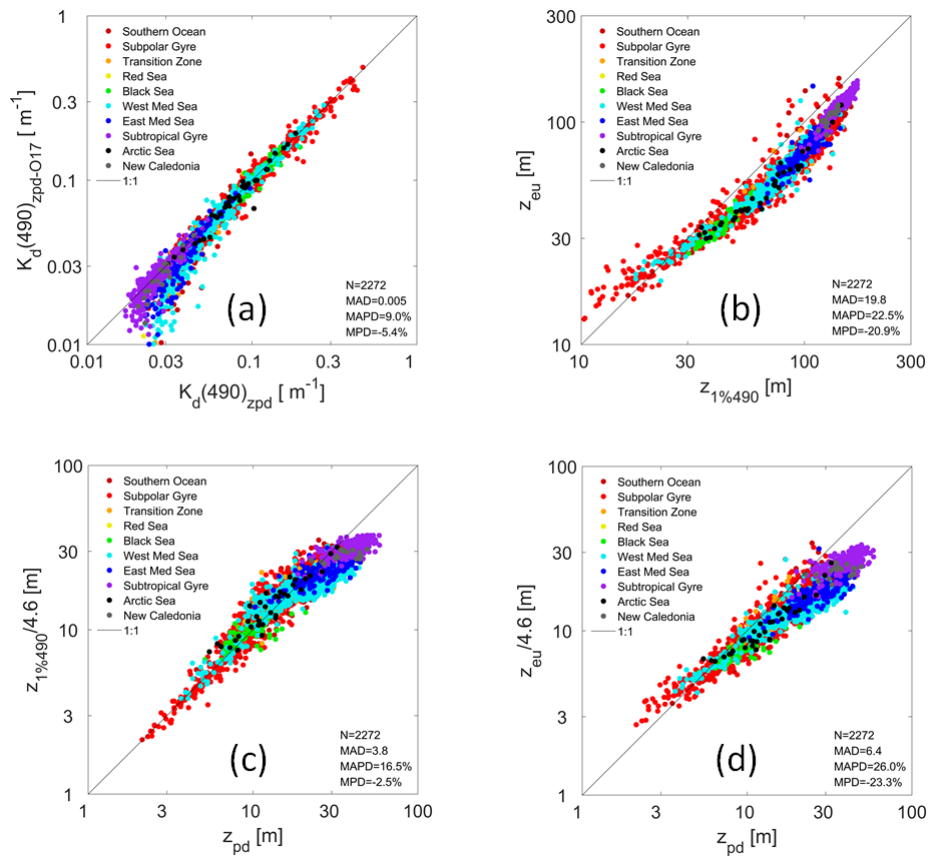 1
0.3
0.1
0.03
0.01
K_d(490)_zpd-O17 [ m^-1]
Southern Ocean
Subpolar Gyre
Transition Zone
Red Sea
Black Sea
West Med Sea
East Med Sea
Subtropical Gyre
Arctic Sea
New Caledonia
1:1
(a)
N=2272
MAD=0.005
MAPD=9.0%
MPD=-5.4%
0.01 0.03 0.1 0.3 1
K_d(490)_zpd [ m^-1]
300
100
30
10
z_eu [m]
Southern Ocean
Subpolar Gyre
Transition Zone
Red Sea
Black Sea
West Med Sea
East Med Sea
Subtropical Gyre
Arctic Sea
New Caledonia
1:1
(b)
N=2272
MAD=19.8
MAPD=22.5%
MPD=-20.9%
10 30 100 300
z_1%490 [m]
100
30
10
3
1
z_1%490/4.6 [m]
Southern Ocean
Subpolar Gyre
Transition Zone
Red Sea
Black Sea
West Med Sea
East Med Sea
Subtropical Gyre
Arctic Sea
New Caledonia
1:1
(c)
N=2272
MAD=3.8
MAPD=16.5%
MPD=-2.5%
1 3 10 30 100
z_pd [m]
100
30
10
3
1
z_eu/4.6 [m]
Southern Ocean
Subpolar Gyre
Transition Zone
Red Sea
Black Sea
West Med Sea
East Med Sea
Subtropical Gyre
Arctic Sea
New Caledonia
1:1
(d)
N=2272
MAD=6.4
MAPD=26.0%
MPD=-23.3%
1 3 10 30 100
z_pd [m]